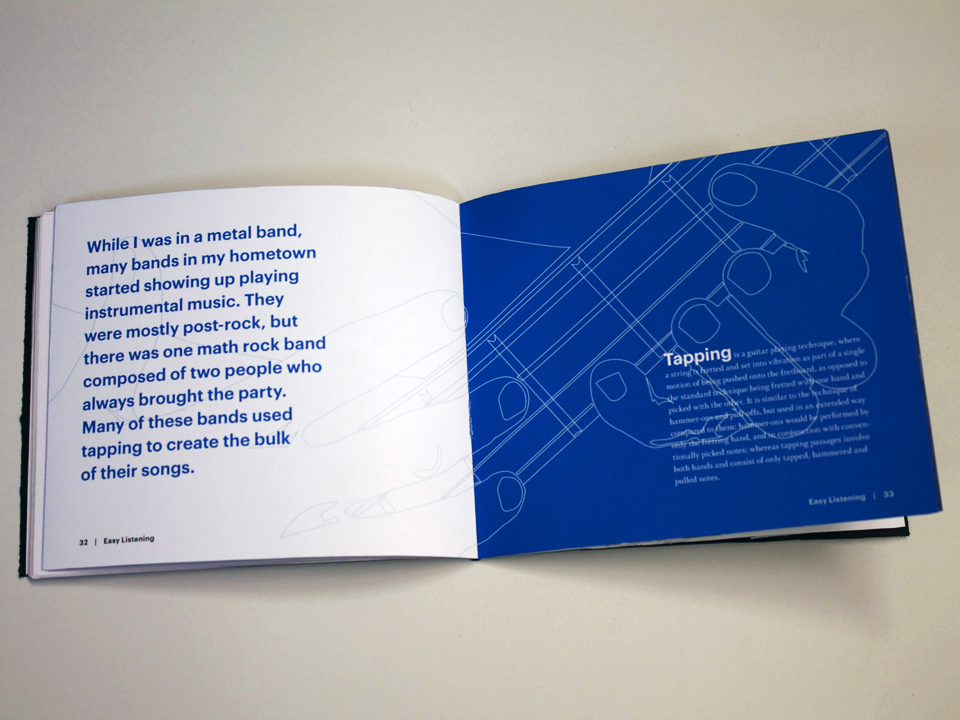 While I was in a metal band,
many bands in my hometown
started showing up playing
instrumental music. They
were mostly post-rock, but
there was one math rock band
composed of two people who
always brought the party.
Many of these bands used
tapping to create the bulk
of their songs.
32 | Easy Listening
Tapping is a guitar playing technique, where
a string is fretted and set into vibration as part of a single
motion of being pushed onto the fretboard, as opposed to
the standard technique being fretted with one hand and
picked with the other. It is similar to the technique of
hammer-ons and pull-offs, but used in an extended way
compared to them: hammer-ons would be performed by
only the fretting hand, and in conjunction with conven-
tionally picked notes; whereas tapping passages involve
both hands and consist of only tapped, hammered and
pulled notes.
Easy Listening | 33